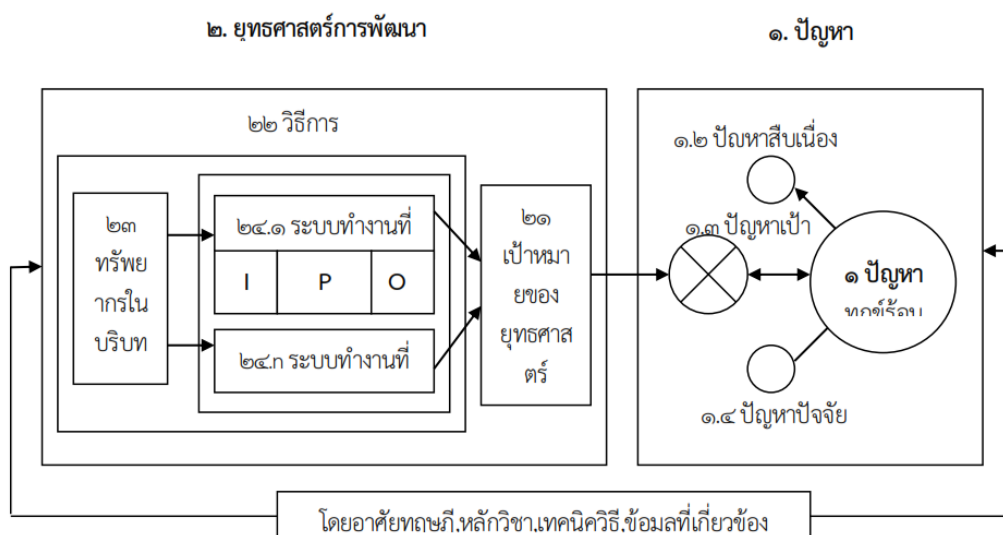 ๒. ยุทธศาสตร์การพัฒนา
๑. ปัญหา
๒๒ วิธีการ
๒๓
ทรัพย
ากรใน
บริบท
๒๔.๑ ระบบทำงานที่
I P O
๒๔.n ระบบทำงานที่
๒๑
เป้าหมา
ยของ
ยุทธศาส
ตร์
๑.๒ ปัญหาสืบเนื่อง
๑.๓ ปัญหาเป้า
๑ ปัญหา
ทุกข์ร้อน
๑.๔ ปัญหาปัจจัย
โดยอาศัยทฤษฎี,หลักวิชา,เทคนิควิธี,ข้อมูลที่เกี่ยวข้อง